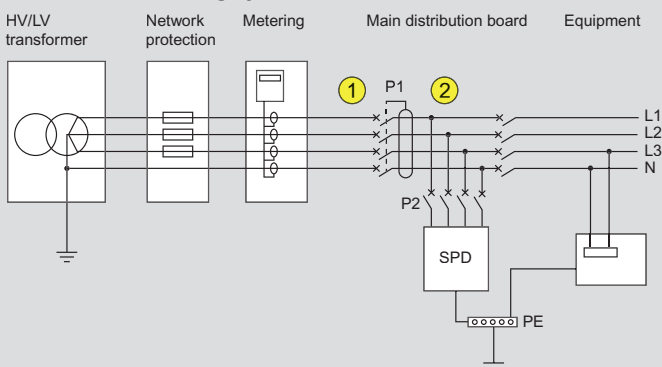 HV/LV
transformer
Network
protection
Metering
Main distribution board
Equipment
1
P1
2
L1
L2
L3
N
P2
SPD
PE